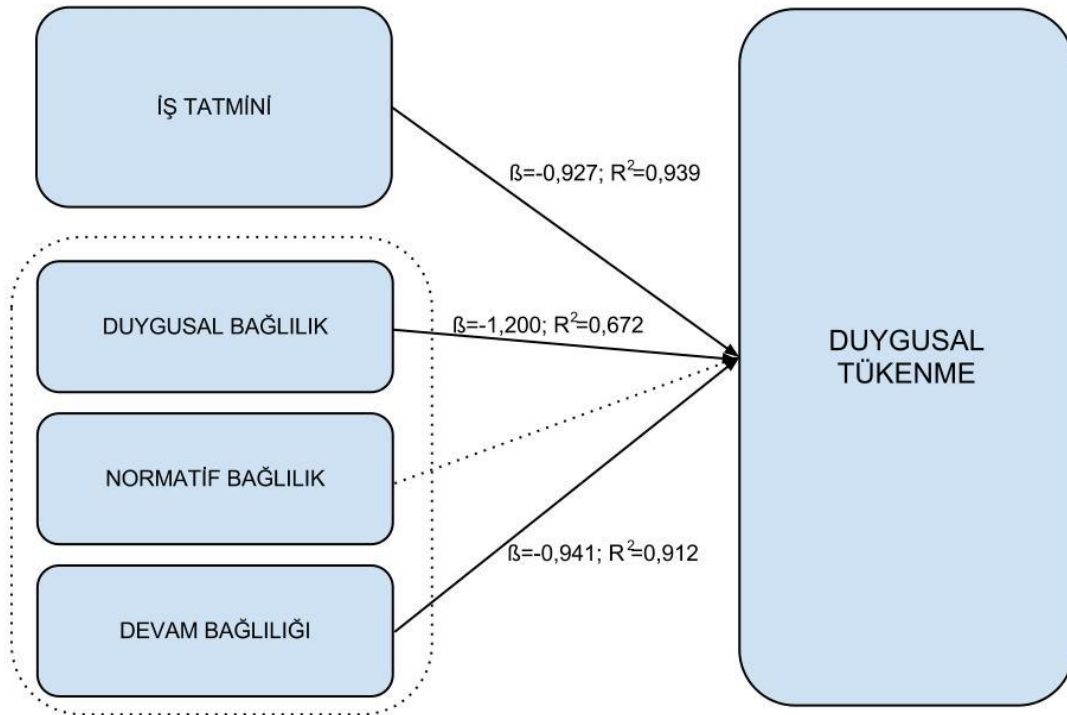 İŞ TATMİNİ
ß=-0,927; R²=0,939
DUYGUSAL BAĞLILIK
ß=-1,200; R²=0,672
DUYGUSAL
TÜKENME
NORMATİF BAĞLILIK
ß=-0,941; R²=0,912
DEVAM BAĞLILIĞI